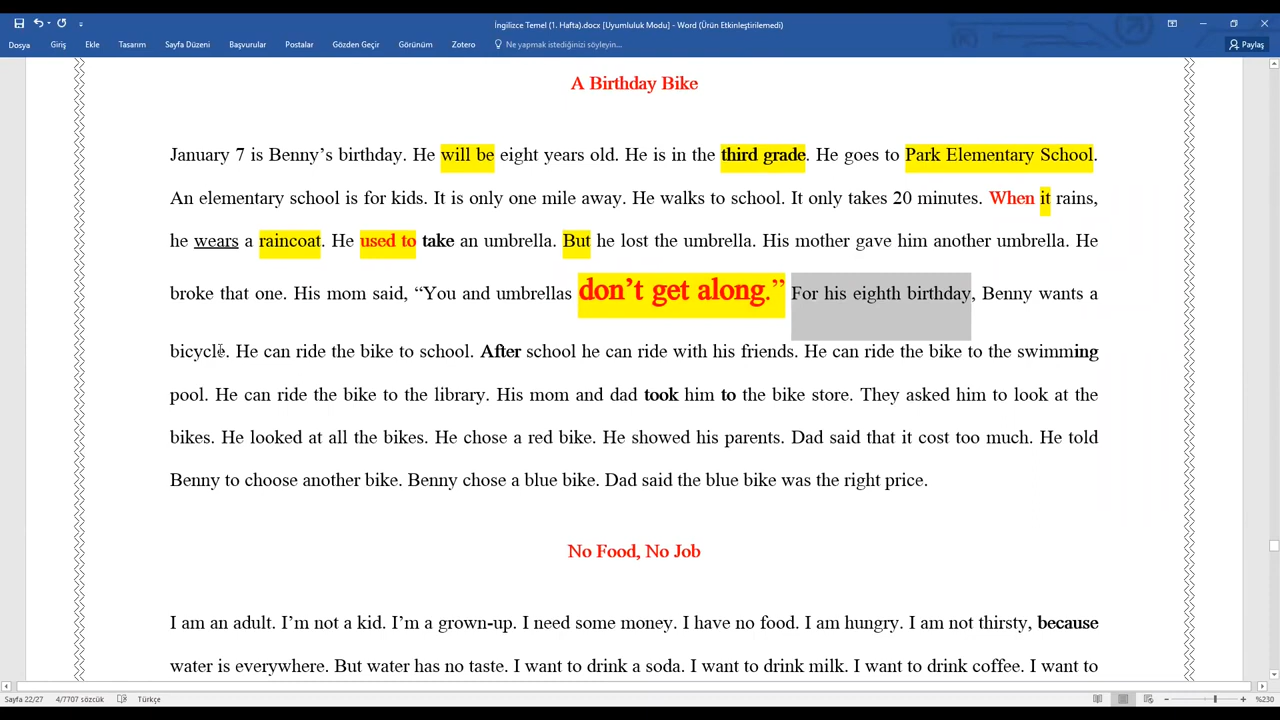 İngilizce Temel (1. Hafta).docx [Uyumluluk Modu] - Word (Ürün Etkinleştirilemedi)
Dosya Giriş Ekle Tasarım Sayfa Düzeni Başvurular Postalar Gözden Geçir Görünüm Zotero Ne yapmak istediğinizi söyleyin... Paylaş
A Birthday Bike
January 7 is Benny’s birthday. He will be eight years old. He is in the third grade. He goes to Park Elementary School.
An elementary school is for kids. It is only one mile away. He walks to school. It only takes 20 minutes. When it rains,
he wears a raincoat. He used to take an umbrella. But he lost the umbrella. His mother gave him another umbrella. He
broke that one. His mom said, “You and umbrellas don’t get along.” For his eighth birthday, Benny wants a
bicycle. He can ride the bike to school. After school he can ride with his friends. He can ride the bike to the swimming
pool. He can ride the bike to the library. His mom and dad took him to the bike store. They asked him to look at the
bikes. He looked at all the bikes. He chose a red bike. He showed his parents. Dad said that it cost too much. He told
Benny to choose another bike. Benny chose a blue bike. Dad said the blue bike was the right price.
No Food, No Job
I am an adult. I’m not a kid. I’m a grown-up. I need some money. I have no food. I am hungry. I am not thirsty, because
water is everywhere. But water has no taste. I want to drink a soda. I want to drink milk. I want to drink coffee. I want to
Sayfa 22/27 4/7707 sözcük Türkçe %230